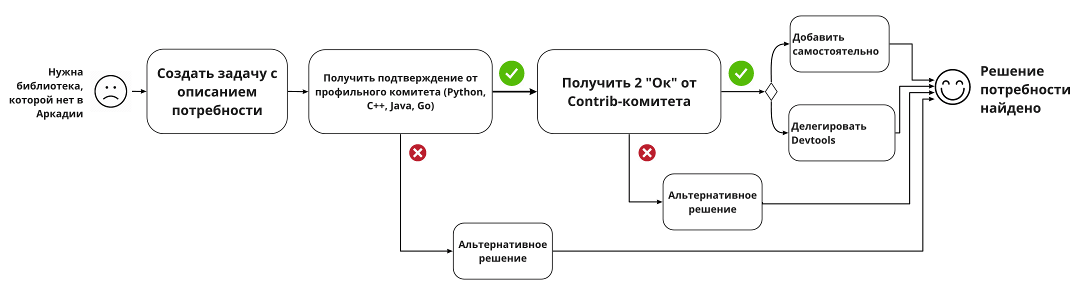 Нужна
библиотека,
которой нет в
Аркадии
Создать задачу с
описанием
потребности
Получить подтверждение от
профильного комитета (Python,
C++, Java, Go)
Получить 2 "Ок" от
Contrib-комитета
Добавить
самостоятельно
Делегировать
Devtools
Решение
потребности
найдено
Альтернативное
решение
Альтернативное
решение